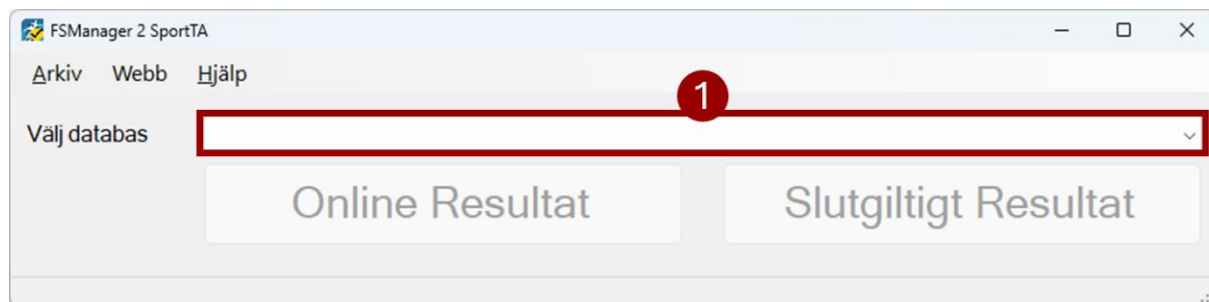 FSManager 2 SportTA
Arkiv Webb Hjälp
1
Välj databas
Online Resultat Slutgiltigt Resultat